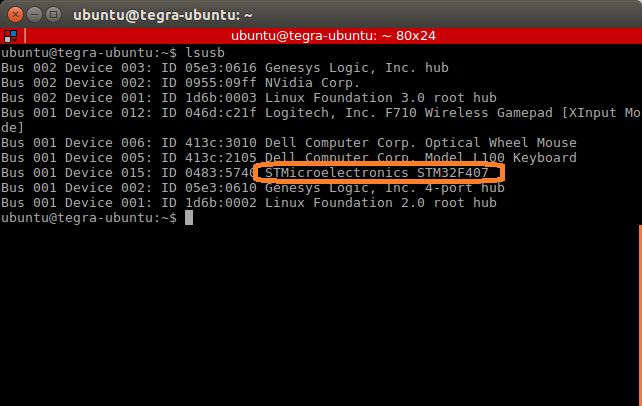 ubuntu@tegra-ubuntu: ~
ubuntu@tegra-ubuntu: ~ 80x24
ubuntu@tegra-ubuntu:~$ lsusb
Bus 002 Device 003: ID 05e3:0616 Genesys Logic, Inc. hub
Bus 002 Device 002: ID 0955:09ff NVidia Corp.
Bus 002 Device 001: ID 1d6b:0003 Linux Foundation 3.0 root hub
Bus 001 Device 012: ID 046d:c21f Logitech, Inc. F710 Wireless Gamepad [XInput Mo
de]
Bus 001 Device 006: ID 413c:3010 Dell Computer Corp. Optical Wheel Mouse
Bus 001 Device 005: ID 413c:2105 Dell Computer Corp. Model L100 Keyboard
Bus 001 Device 015: ID 0483:5740 STMicroelectronics STM32F407
Bus 001 Device 002: ID 05e3:0610 Genesys Logic, Inc. 4-port hub
Bus 001 Device 001: ID 1d6b:0002 Linux Foundation 2.0 root hub
ubuntu@tegra-ubuntu:~$